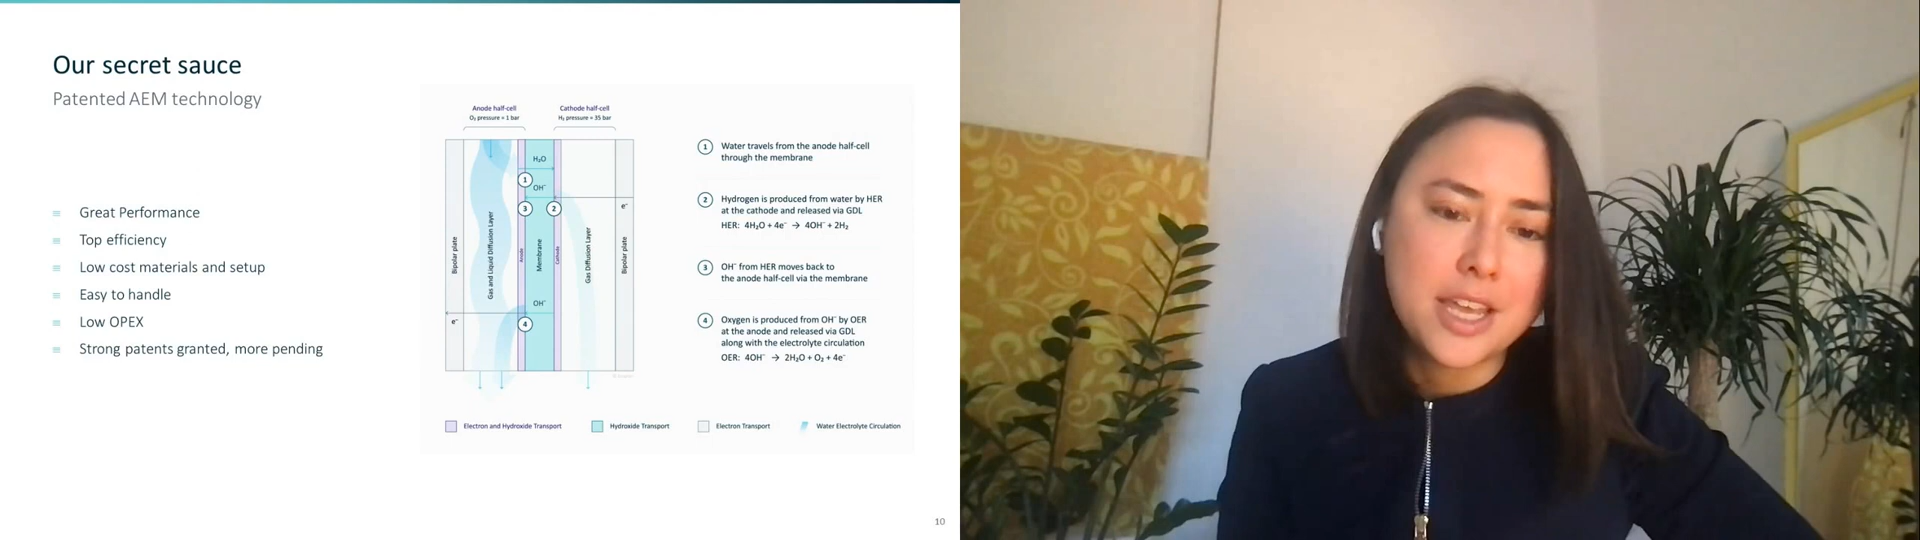 Our secret sauce
Patented AEM technology
Great Performance
Top efficiency
Low cost materials and setup
Easy to handle
Low OPEX
Strong patents granted, more pending
Anode half-cell
O₂ pressure = 1 bar
Cathode half-cell
H₂ pressure = 35 bar
Bipolar plate
Gas and Liquid Diffusion Layer
Anode
Membrane
Cathode
Gas Diffusion Layer
Bipolar plate
H₂O
1
OH⁻
3
2
e⁻
OH⁻
e⁻
4
1 Water travels from the anode half-cell
through the membrane
2 Hydrogen is produced from water by HER
at the cathode and released via GDL
HER: 4H₂O + 4e⁻ → 4OH⁻ + 2H₂
3 OH⁻ from HER moves back to
the anode half-cell via the membrane
4 Oxygen is produced from OH⁻ by OER
at the anode and released via GDL
along with the electrolyte circulation
OER: 4OH⁻ → 2H₂O + O₂ + 4e⁻
Electron and Hydroxide Transport
Hydroxide Transport
Electron Transport
Water Electrolyte Circulation
10